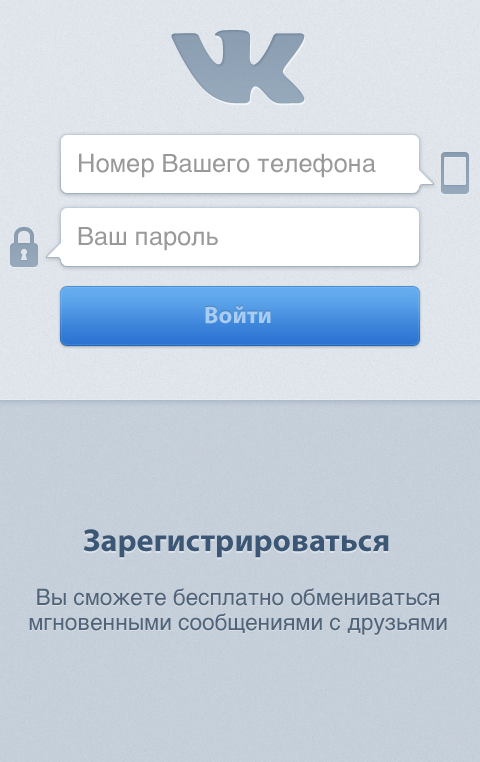 VK
Номер Вашего телефона
Ваш пароль
Войти
Зарегистрироваться
Вы сможете бесплатно обмениваться
мгновенными сообщениями с друзьями